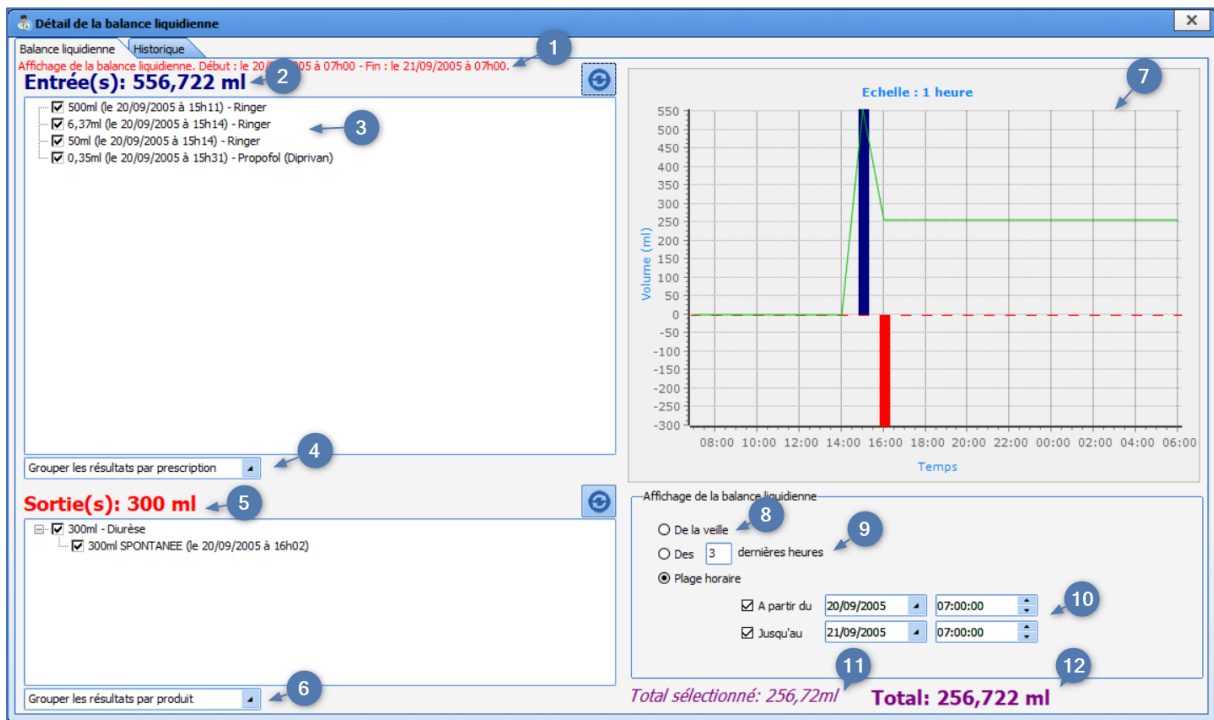 Détail de la balance liquidienne
Balance liquidienne Historique
Affichage de la balance liquidienne. Début : le 20/ 005 à 07h00 - Fin : le 21/09/2005 à 07h00.
1
Entrée(s): 556,722 ml
2
500ml (le 20/09/2005 à 15h11) - Ringer
6,37ml (le 20/09/2005 à 15h14) - Ringer
50ml (le 20/09/2005 à 15h14) - Ringer
0,35ml (le 20/09/2005 à 15h31) - Propofol (Diprivan)
3
Grouper les résultats par prescription
4
Sortie(s): 300 ml
5
300ml - Diurèse
300ml SPONTANEE (le 20/09/2005 à 16h02)
Grouper les résultats par produit
6
7
Echelle : 1 heure
Volume (ml)
550
500
450
400
350
300
250
200
150
100
50
0
-50
-100
-150
-200
-250
-300
08:00 10:00 12:00 14:00 16:00 18:00 20:00 22:00 00:00 02:00 04:00 06:00
Temps
Affichage de la balance liquidienne
De la veille
8
Des 3 dernières heures
9
Plage horaire
A partir du 20/09/2005 07:00:00
10
Jusqu'au 21/09/2005 07:00:00
11
12
Total sélectionné: 256,72ml
Total: 256,722 ml